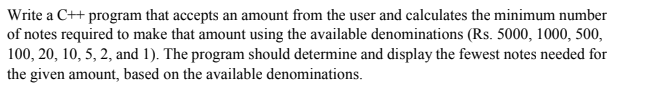 Write a C++ program that accepts an amount from the user and calculates the minimum number
of notes required to make that amount using the available denominations (Rs. 5000, 1000, 500,
100, 20, 10, 5, 2, and 1). The program should determine and display the fewest notes needed for
the given amount, based on the available denominations.